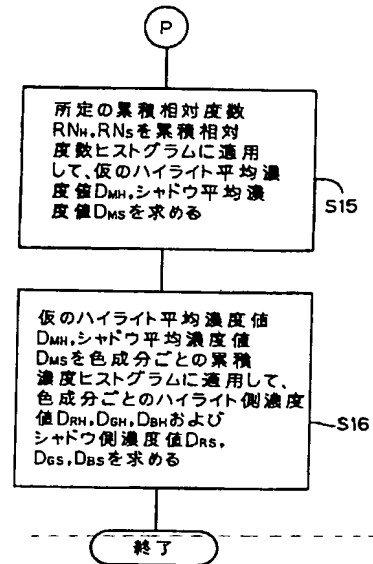 P
所定の累積相対度数
RNH,RNSを累積相対
度数ヒストグラムに適用
して、仮のハイライト平均濃
度値DMH,シャドウ平均濃
度値DMSを求める
S15
仮のハイライト平均濃度値
DMH,シャドウ平均濃度値
DMSを色成分ごとの累積
濃度ヒストグラムに適用して、
色成分ごとのハイライト側濃度
値DRH,DGH,DBHおよび
シャドウ側濃度値DRS,
DGS,DBSを求める
S16
終了